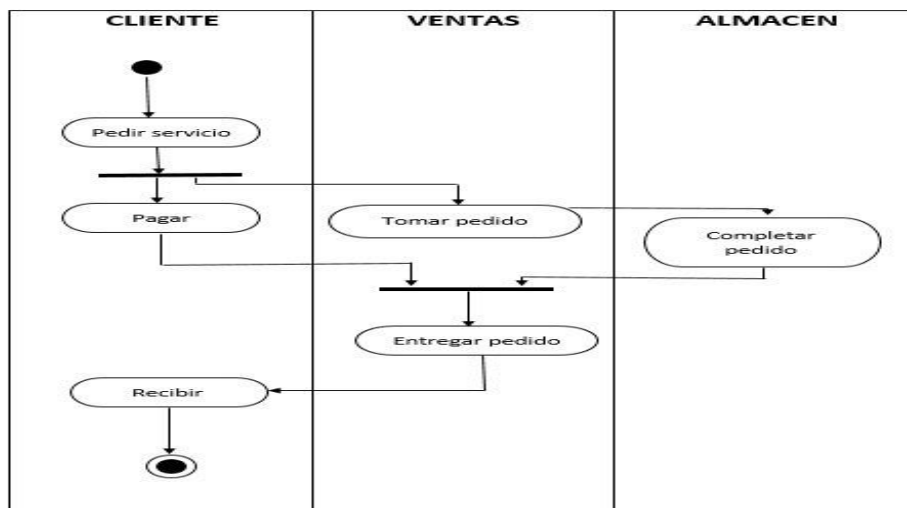 CLIENTE
VENTAS
ALMACEN
Pedir servicio
Pagar
Tomar pedido
Completar
pedido
Entregar pedido
Recibir